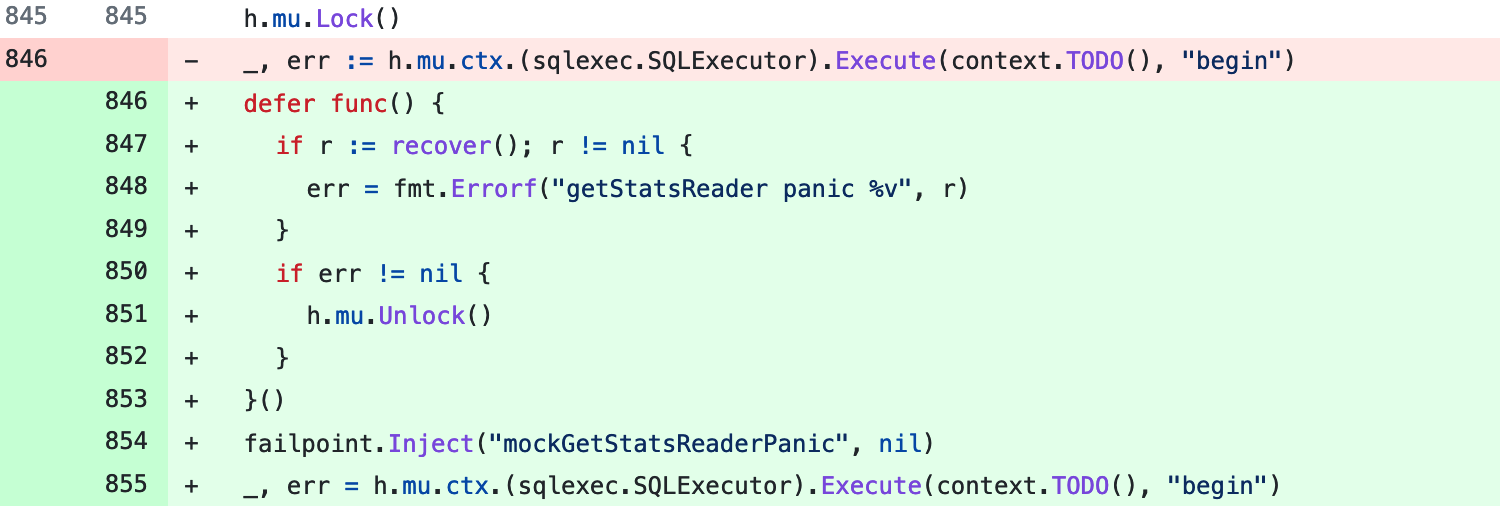 845 845 h.mu.Lock()
846 - _, err := h.mu.ctx.(sqlexec.SQLExecutor).Execute(context.TODO(), "begin")
846 + defer func() {
847 + if r := recover(); r != nil {
848 + err = fmt.Errorf("getStatsReader panic %v", r)
849 + }
850 + if err != nil {
851 + h.mu.Unlock()
852 + }
853 + }()
854 + failpoint.Inject("mockGetStatsReaderPanic", nil)
855 + _, err = h.mu.ctx.(sqlexec.SQLExecutor).Execute(context.TODO(), "begin")